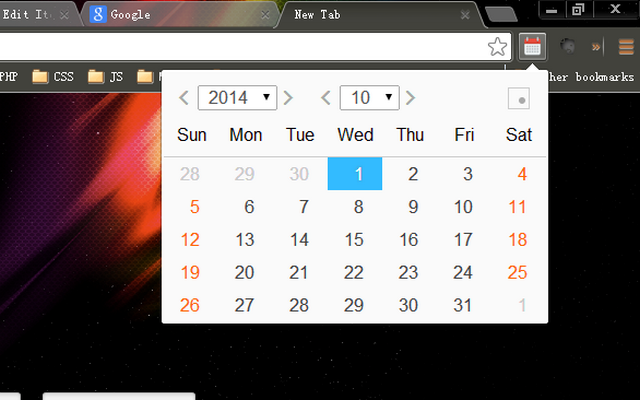 Edit It
Google
New Tab
PHP CSS JS
her bookmarks
2014 10
Sun Mon Tue Wed Thu Fri Sat
28 29 30 1 2 3 4
5 6 7 8 9 10 11
12 13 14 15 16 17 18
19 20 21 22 23 24 25
26 27 28 29 30 31 1